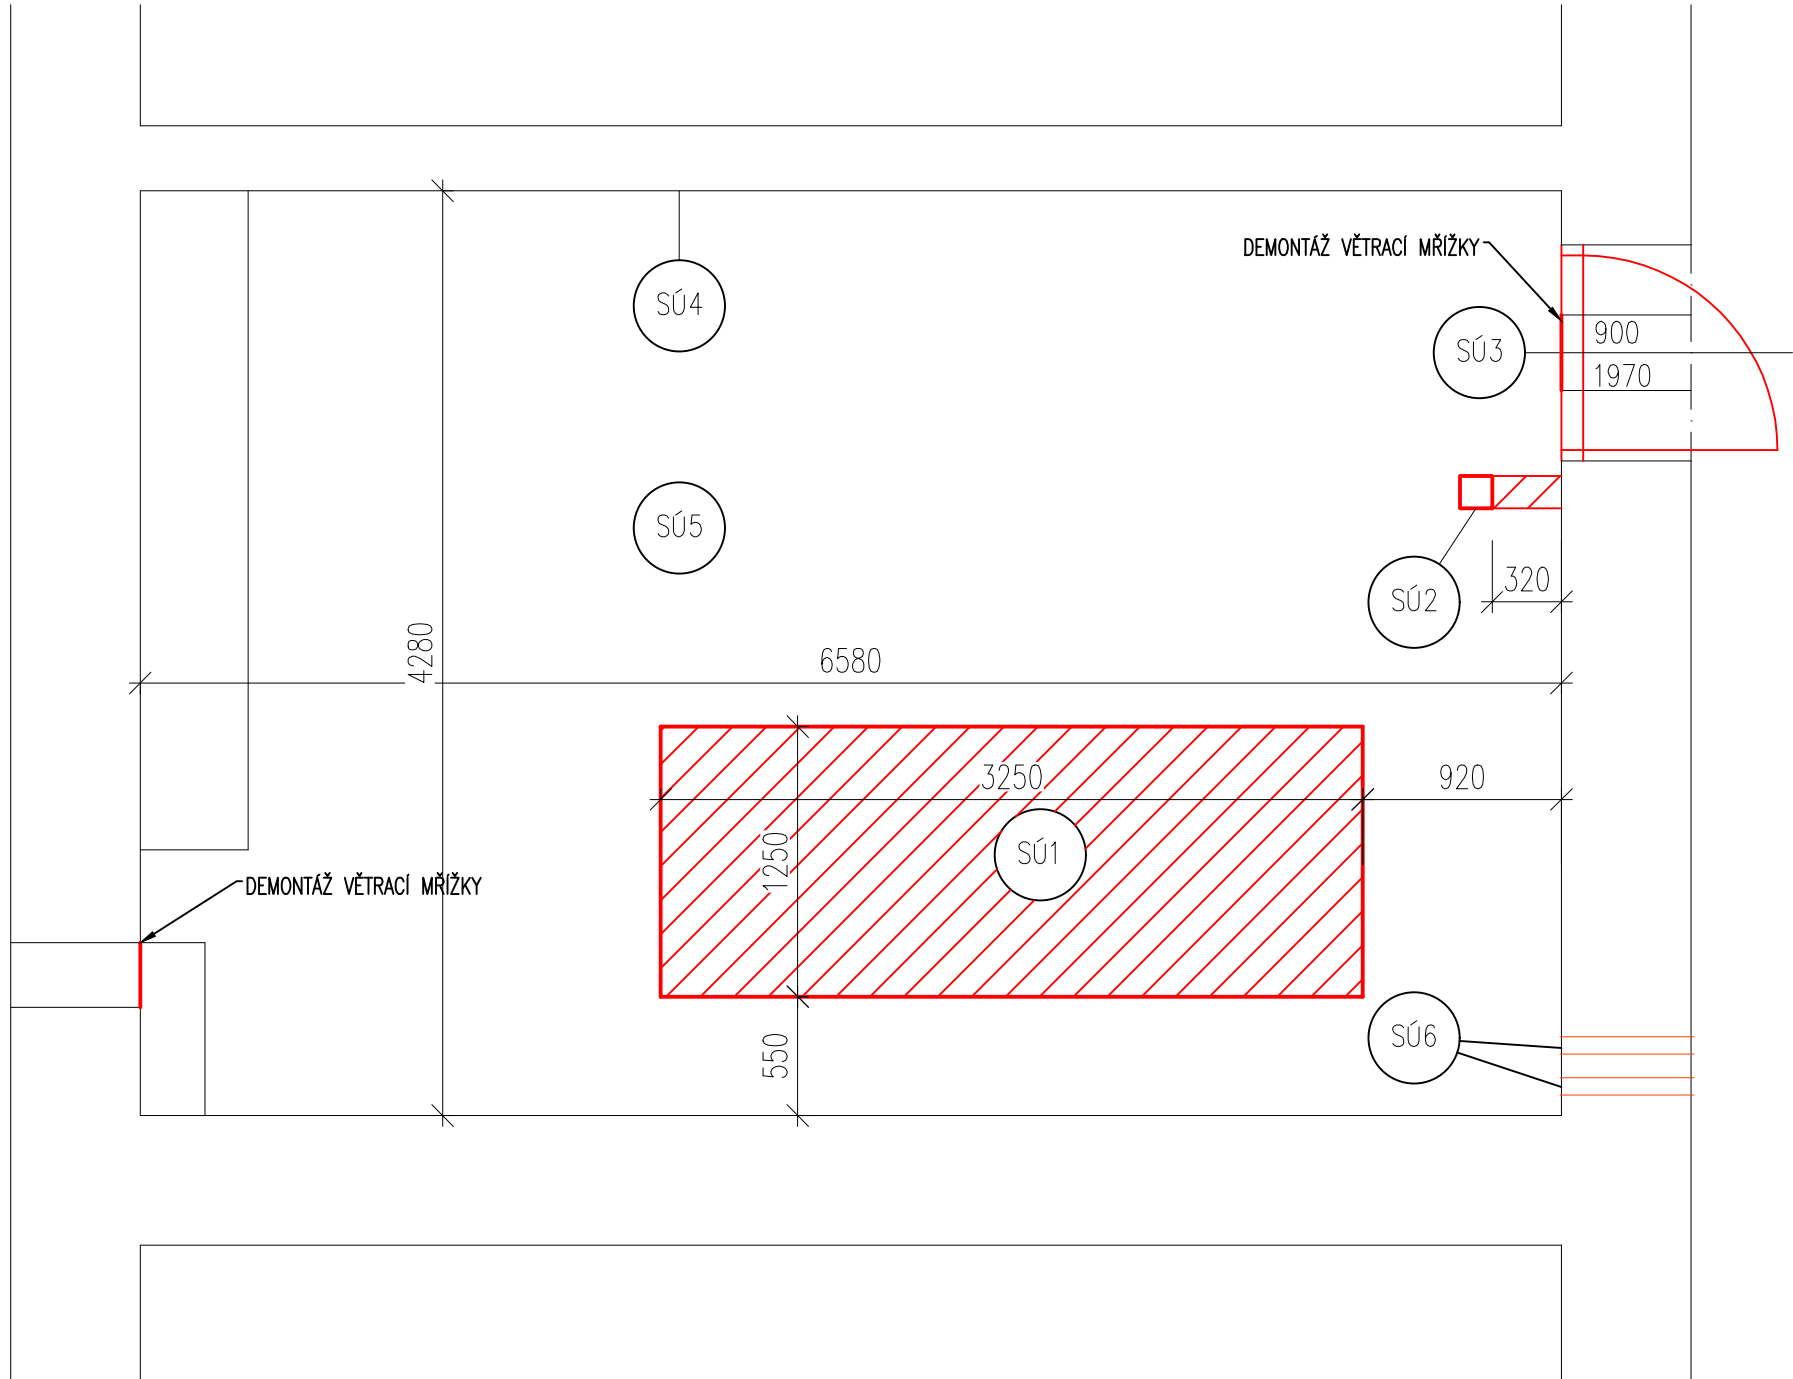 DEMONTÁŽ VĚTRACÍ MŘÍŽKY
SÚ4
900
SÚ3
1970
SÚ5
320
SÚ2
4280
6580
3250
920
SÚ1
1250
DEMONTÁŽ VĚTRACÍ MŘÍŽKY
SÚ6
550